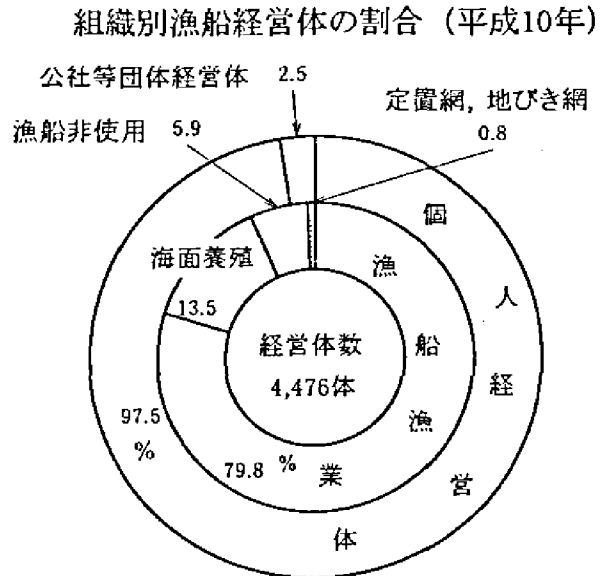 組織別漁船経営体の割合 (平成10年)
公社等団体経営体 2.5
定置網, 地びき網
0.8
漁船非使用 5.9
個人経営体
97.5
%
漁船漁業
79.8 %
海面養殖
13.5
経営体数
4,476体